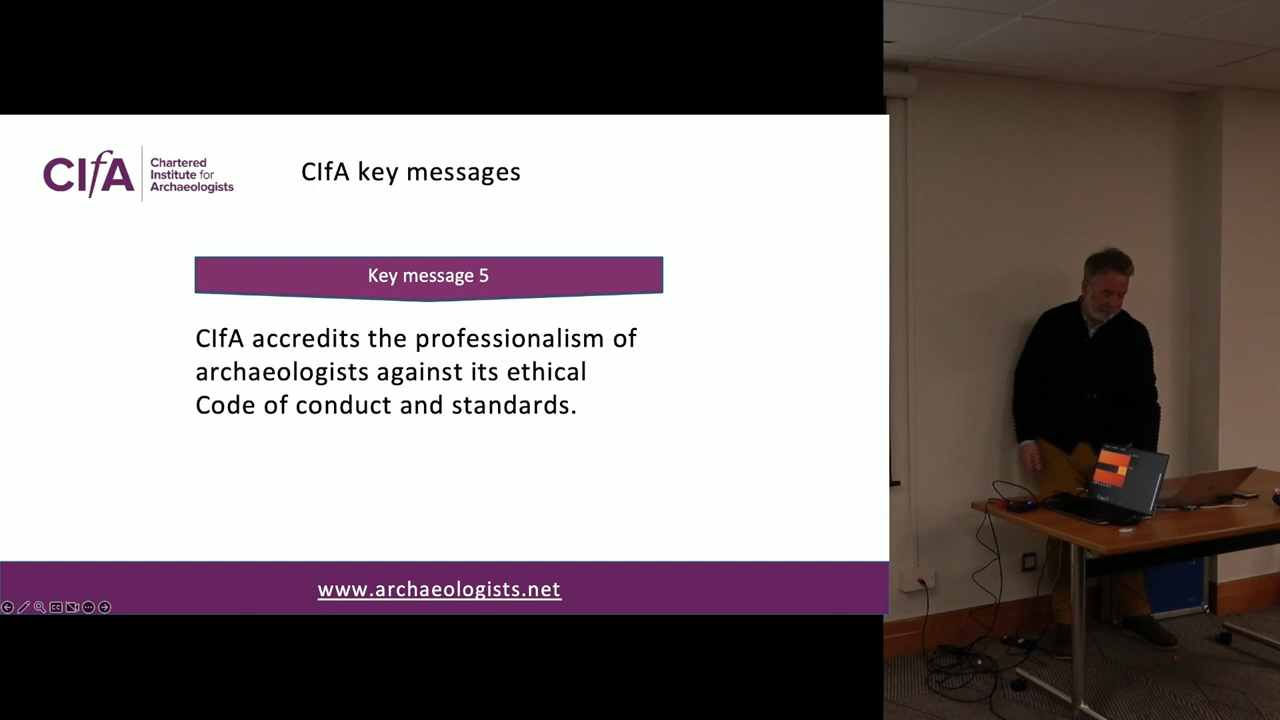 CIfA
Chartered
Institute for
Archaeologists
CIfA key messages
Key message 5
CIfA accredits the professionalism of
archaeologists against its ethical
Code of conduct and standards.
www.archaeologists.net